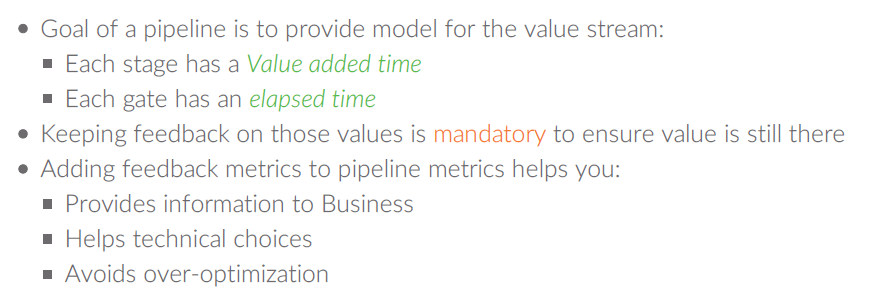 Goal of a pipeline is to provide model for the value stream:
Each stage has a Value added time
Each gate has an elapsed time
Keeping feedback on those values is mandatory to ensure value is still there
Adding feedback metrics to pipeline metrics helps you:
Provides information to Business
Helps technical choices
Avoids over-optimization